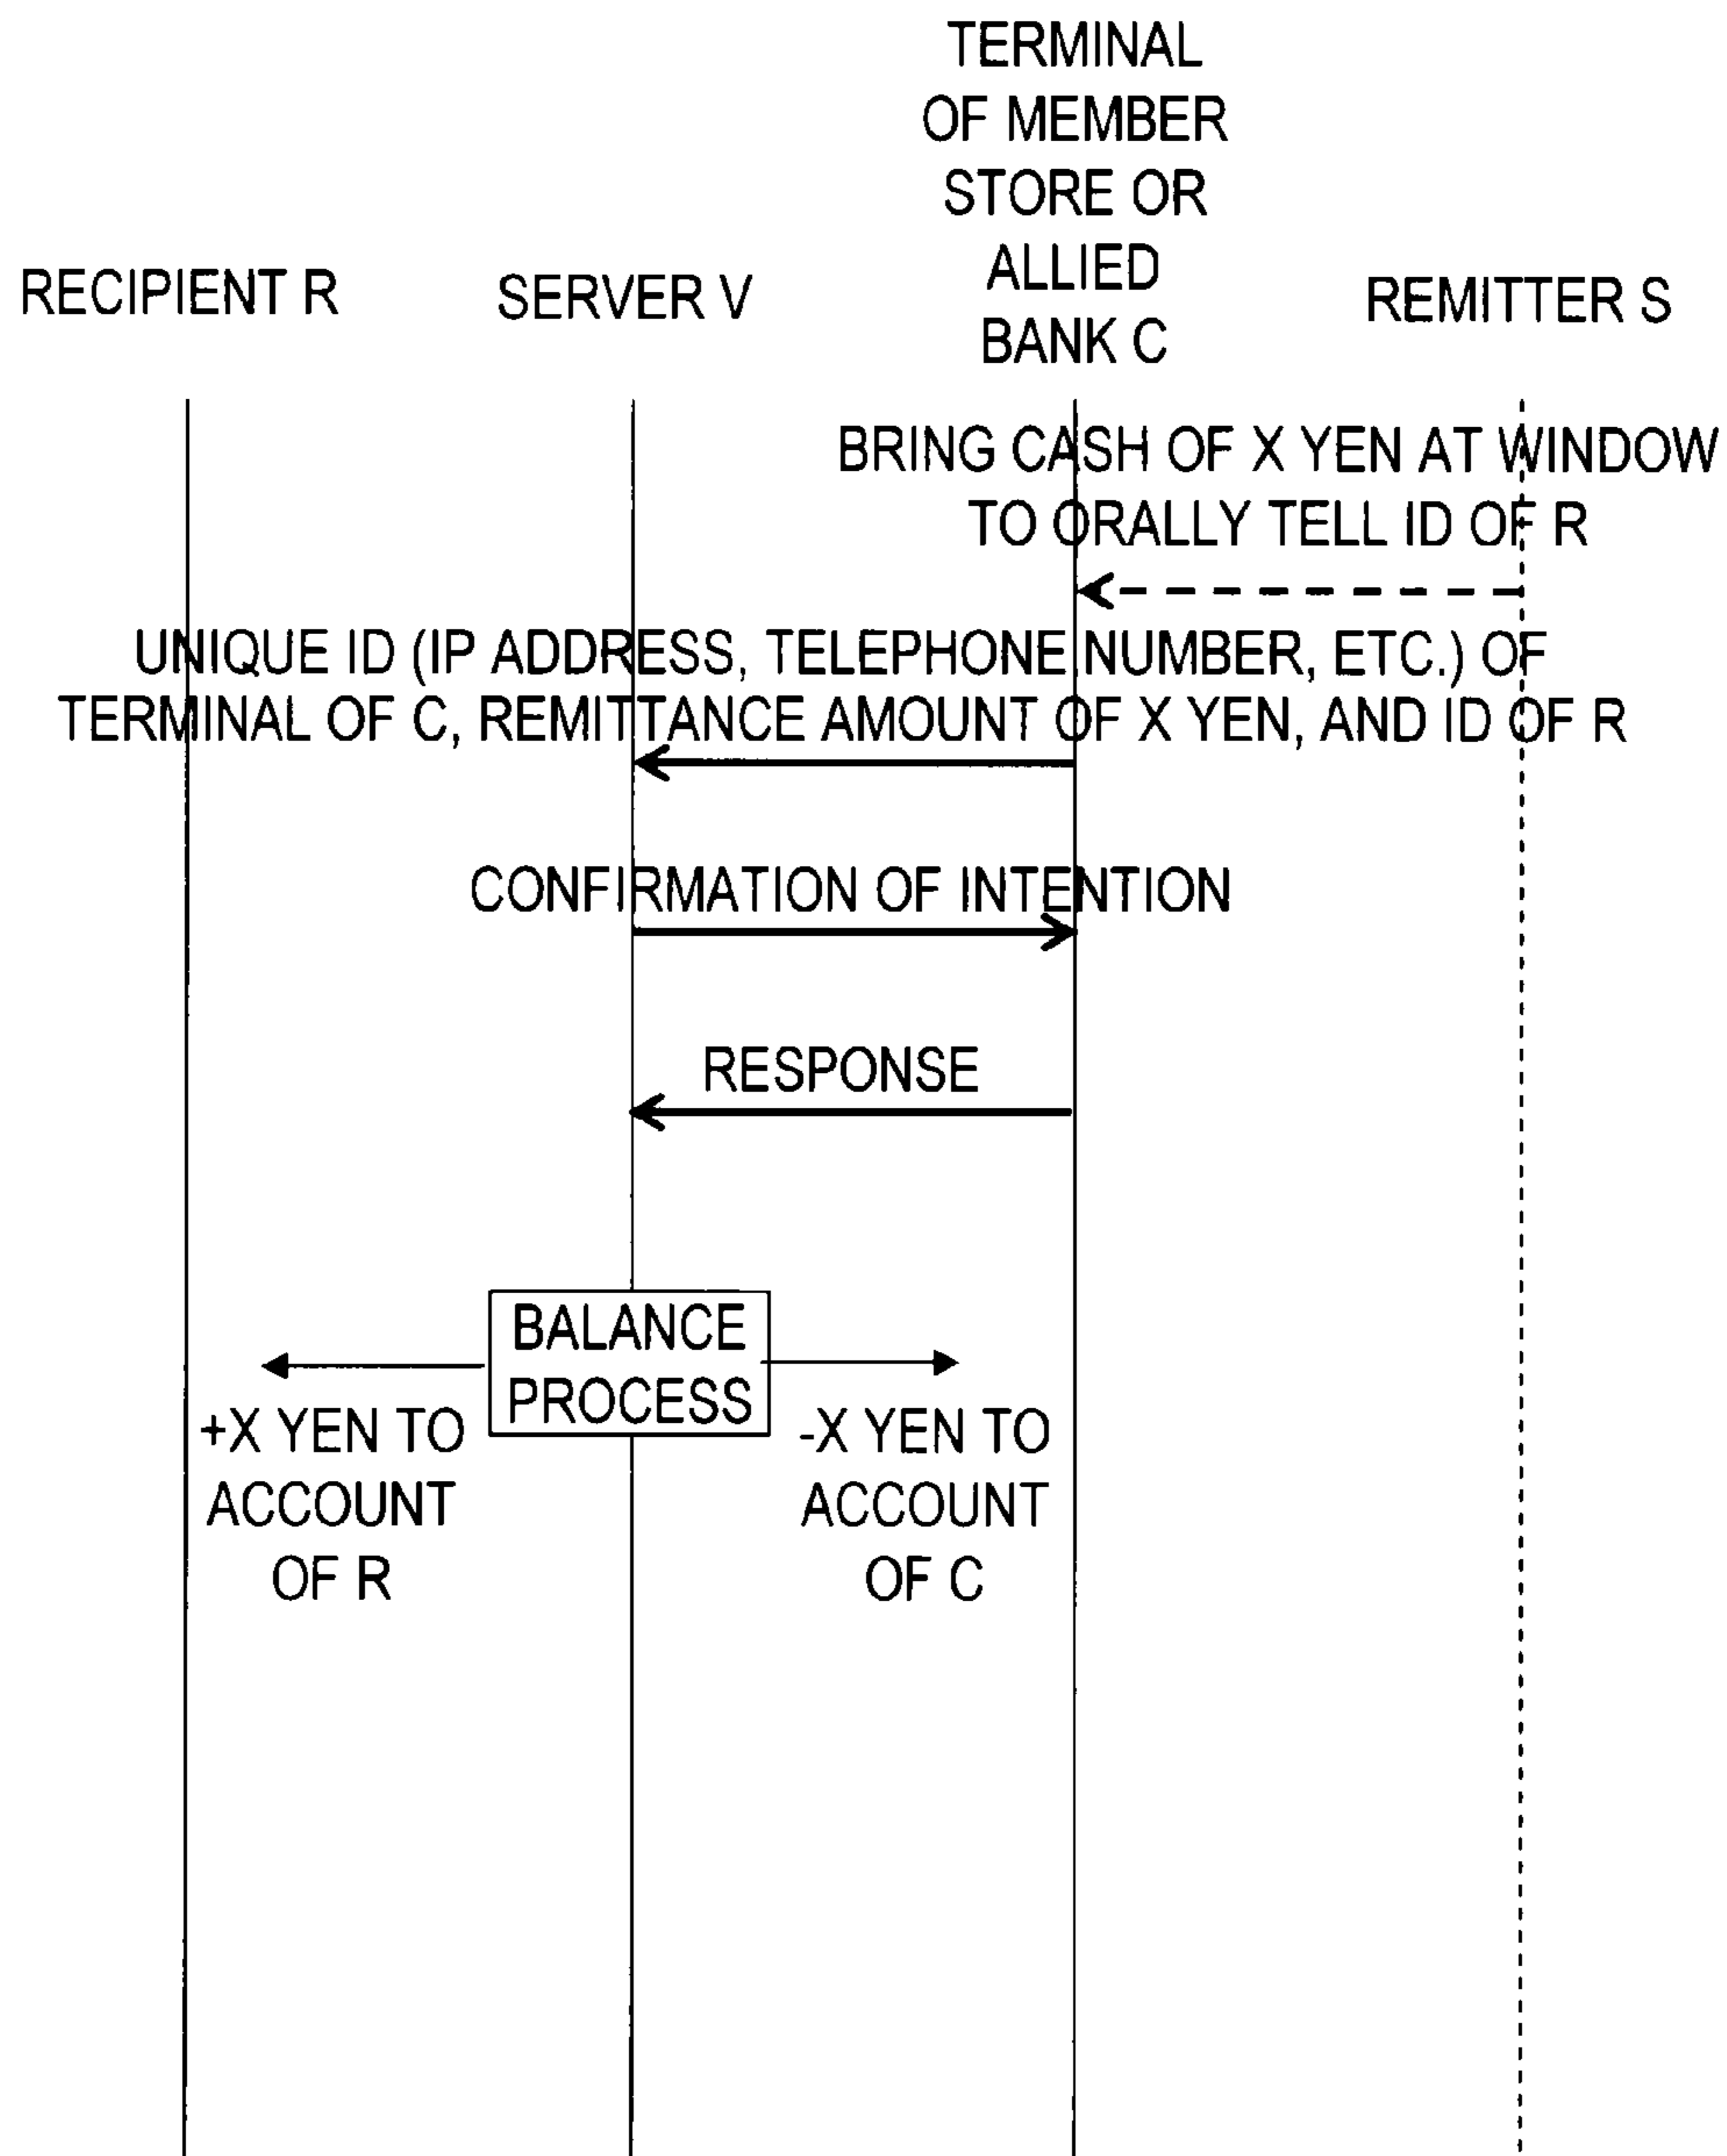 TERMINAL
OF MEMBER
STORE OR
ALLIED
BANK C
RECIPIENT R
SERVER V
REMITTER S
BRING CASH OF X YEN AT WINDOW
TO ORALLY TELL ID OF R
UNIQUE ID (IP ADDRESS, TELEPHONE NUMBER, ETC.) OF
TERMINAL OF C, REMITTANCE AMOUNT OF X YEN, AND ID OF R
CONFIRMATION OF INTENTION
RESPONSE
BALANCE
PROCESS
+X YEN TO
ACCOUNT
OF R
-X YEN TO
ACCOUNT
OF C